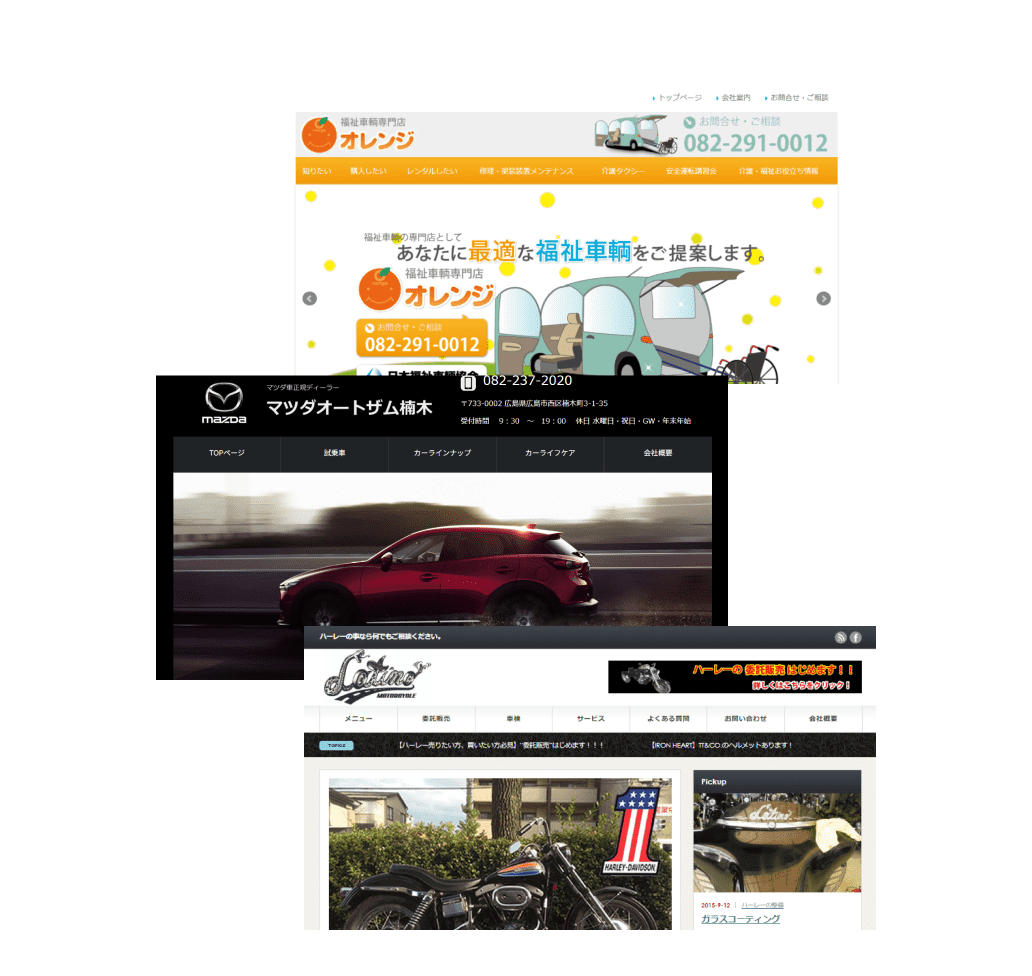 トップページ 会社案内 お問合せ・ご相談
福祉車輌専門店
オレンジ
お問合せ・ご相談
082-291-0012
知りたい 購入したい レンタルしたい 修理・架装装置メンテナンス 介護タクシー 安全運転講習会 介護・福祉お役立ち情報
福祉車輌の専門店として
あなたに最適な福祉車輌をご提案します。
福祉車輌専門店
オレンジ
お問合せ・ご相談
082-291-0012
日本福祉車輌協会
マツダ車正規ディーラー
マツダオートザム楠木
mazda
082-237-2020
〒733-0002 広島県広島市西区楠木町3-1-35
受付時間 9:30 ～ 19:00 休日 水曜日・祝日・GW・年末年始
TOPページ 試乗車 カーラインナップ カーライフケア 会社概要
ハーレーの事なら何でもご相談ください。
Latino
MOTORCYCLE
ハーレーの 委託販売 はじめます！！
詳しくはこちらをクリック！
メニュー 委託販売 車検 サービス よくある質問 お問い合わせ 会社概要
TOPICS 【ハーレー売りたい方、買いたい方必見】"委託販売"はじめます！！！ 【IRON HEART】TT&CO.のヘルメットあります！
Pickup
1
HARLEY-DAVIDSON
Latino
2015-9-12 ハーレーの整備
ガラスコーティング